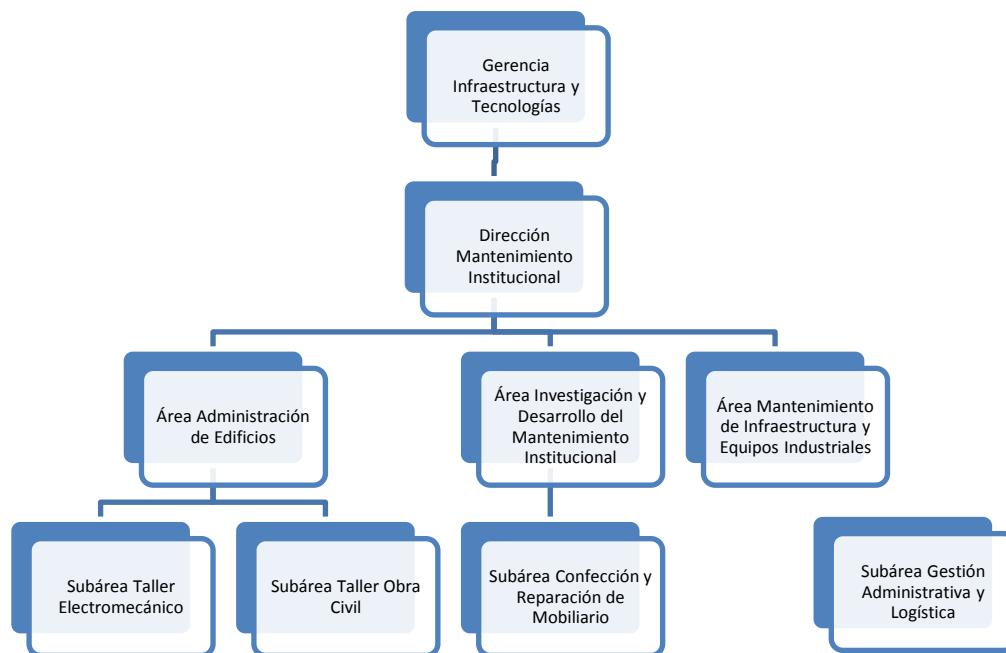 Gerencia
Infraestructura y
Tecnologías
Dirección
Mantenimiento
Institucional
Área Administración
de Edificios
Área Investigación y
Desarrollo del
Mantenimiento
Institucional
Área Mantenimiento
de Infraestructura y
Equipos Industriales
Subárea Taller
Electromecánico
Subárea Taller Obra
Civil
Subárea Confección y
Reparación de
Mobiliario
Subárea Gestión
Administrativa y
Logística